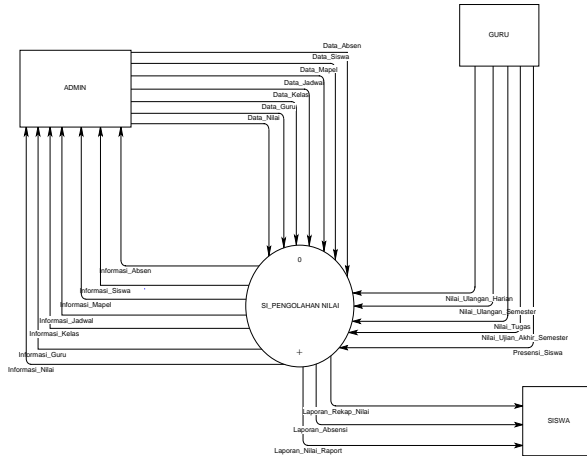 GURU
Data_Absen
Data_Siswa
Data_Mapel
Data_Jadwal
Data_Kelas
Data_Guru
Data_Nilai
ADMIN
0
SI_PENGOLAHAN NILAI
+
Informasi_Absen
Informasi_Siswa
Informasi_Mapel
Informasi_Jadwal
Informasi_Kelas
Informasi_Guru
Informasi_Nilai
Nilai_Ulangan_Harian
Nilai_Ulangan_Semester
Nilai_Tugas
Nilai_Ujian_Akhir_Semester
Presensi_Siswa
Laporan_Rekap_Nilai
Laporan_Absensi
Laporan_Nilai_Raport
SISWA